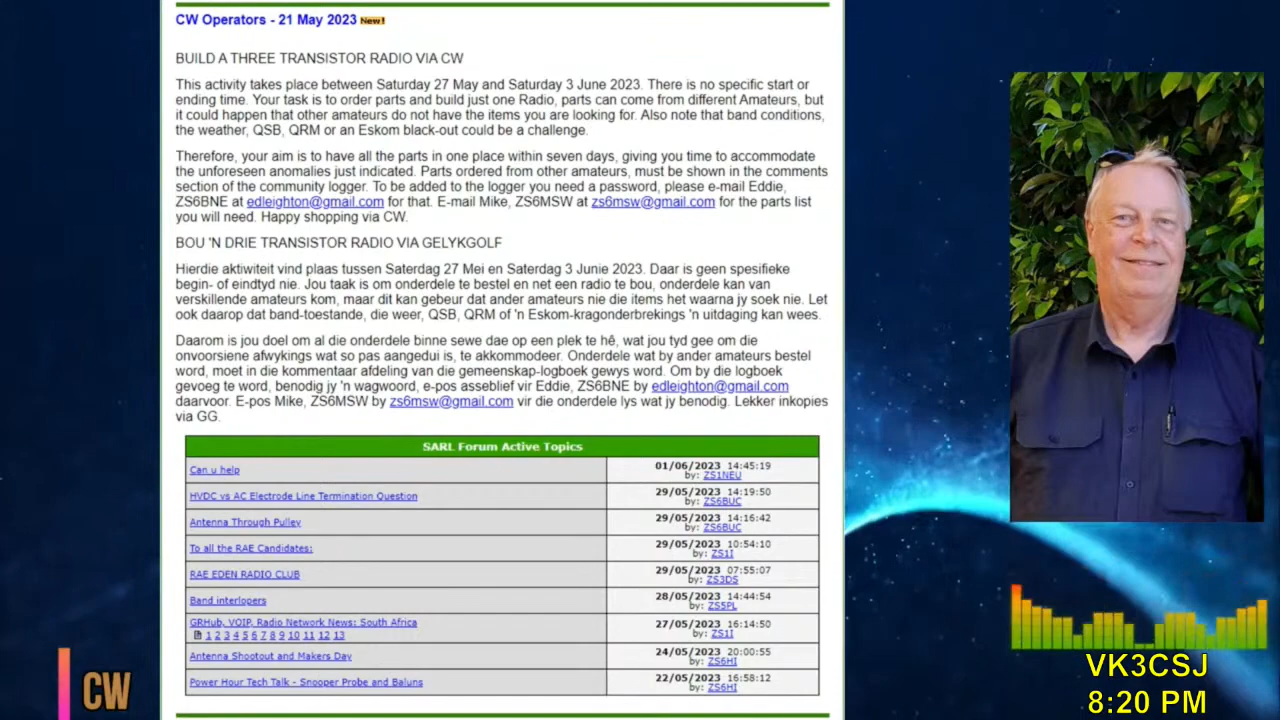 CW Operators - 21 May 2023 New!
BUILD A THREE TRANSISTOR RADIO VIA CW
This activity takes place between Saturday 27 May and Saturday 3 June 2023. There is no specific start or
ending time. Your task is to order parts and build just one Radio, parts can come from different Amateurs, but
it could happen that other amateurs do not have the items you are looking for. Also note that band conditions,
the weather, QSB, QRM or an Eskom black-out could be a challenge.
Therefore, your aim is to have all the parts in one place within seven days, giving you time to accommodate
the unforeseen anomalies just indicated. Parts ordered from other amateurs, must be shown in the comments
section of the community logger. To be added to the logger you need a password, please e-mail Eddie,
ZS6BNE at edleighton@gmail.com for that. E-mail Mike, ZS6MSW at zs6msw@gmail.com for the parts list
you will need. Happy shopping via CW.
BOU 'N DRIE TRANSISTOR RADIO VIA GELYKGOLF
Hierdie aktiwiteit vind plaas tussen Saterdag 27 Mei en Saterdag 3 Junie 2023. Daar is geen spesifieke
begin- of eindtyd nie. Jou taak is om onderdele te bestel en net een radio te bou, onderdele kan van
verskillende amateurs kom, maar dit kan gebeur dat ander amateurs nie die items het waarna jy soek nie. Let
ook daarop dat band-toestande, die weer, QSB, QRM of 'n Eskom-kragonderbrekings 'n uitdaging kan wees.
Daarom is jou doel om al die onderdele binne sewe dae op een plek te hê, wat jou tyd gee om die
onvoorsiene afwykings wat so pas aangedui is, te akkommodeer. Onderdele wat by ander amateurs bestel
word, moet in die kommentaar afdeling van die gemeenskap-logboek gewys word. Om by die logboek
gevoeg te word, benodig jy 'n wagwoord, e-pos asseblief vir Eddie, ZS6BNE by edleighton@gmail.com
daarvoor. E-pos Mike, ZS6MSW by zs6msw@gmail.com vir die onderdele lys wat jy benodig. Lekker inkopies
via GG.
SARL Forum Active Topics
Can u help 01/06/2023 14:45:19
by: ZS1NEU
HVDC vs AC Electrode Line Termination Question 29/05/2023 14:19:50
by: ZS6BUC
Antenna Through Pulley 29/05/2023 14:16:42
by: ZS6BUC
To all the RAE Candidates: 29/05/2023 10:54:10
by: ZS1I
RAE EDEN RADIO CLUB 29/05/2023 07:55:07
by: ZS3DS
Band interlopers 28/05/2023 14:44:54
by: ZS5PL
GRHub, VOIP, Radio Network News: South Africa 27/05/2023 16:14:50
1 2 3 4 5 6 7 8 9 10 11 12 13 by: ZS1I
Antenna Shootout and Makers Day 24/05/2023 20:00:55
by: ZS6HI
Power Hour Tech Talk - Snooper Probe and Baluns 22/05/2023 16:58:12
by: ZS6HI
CW
VK3CSJ
8:20 PM